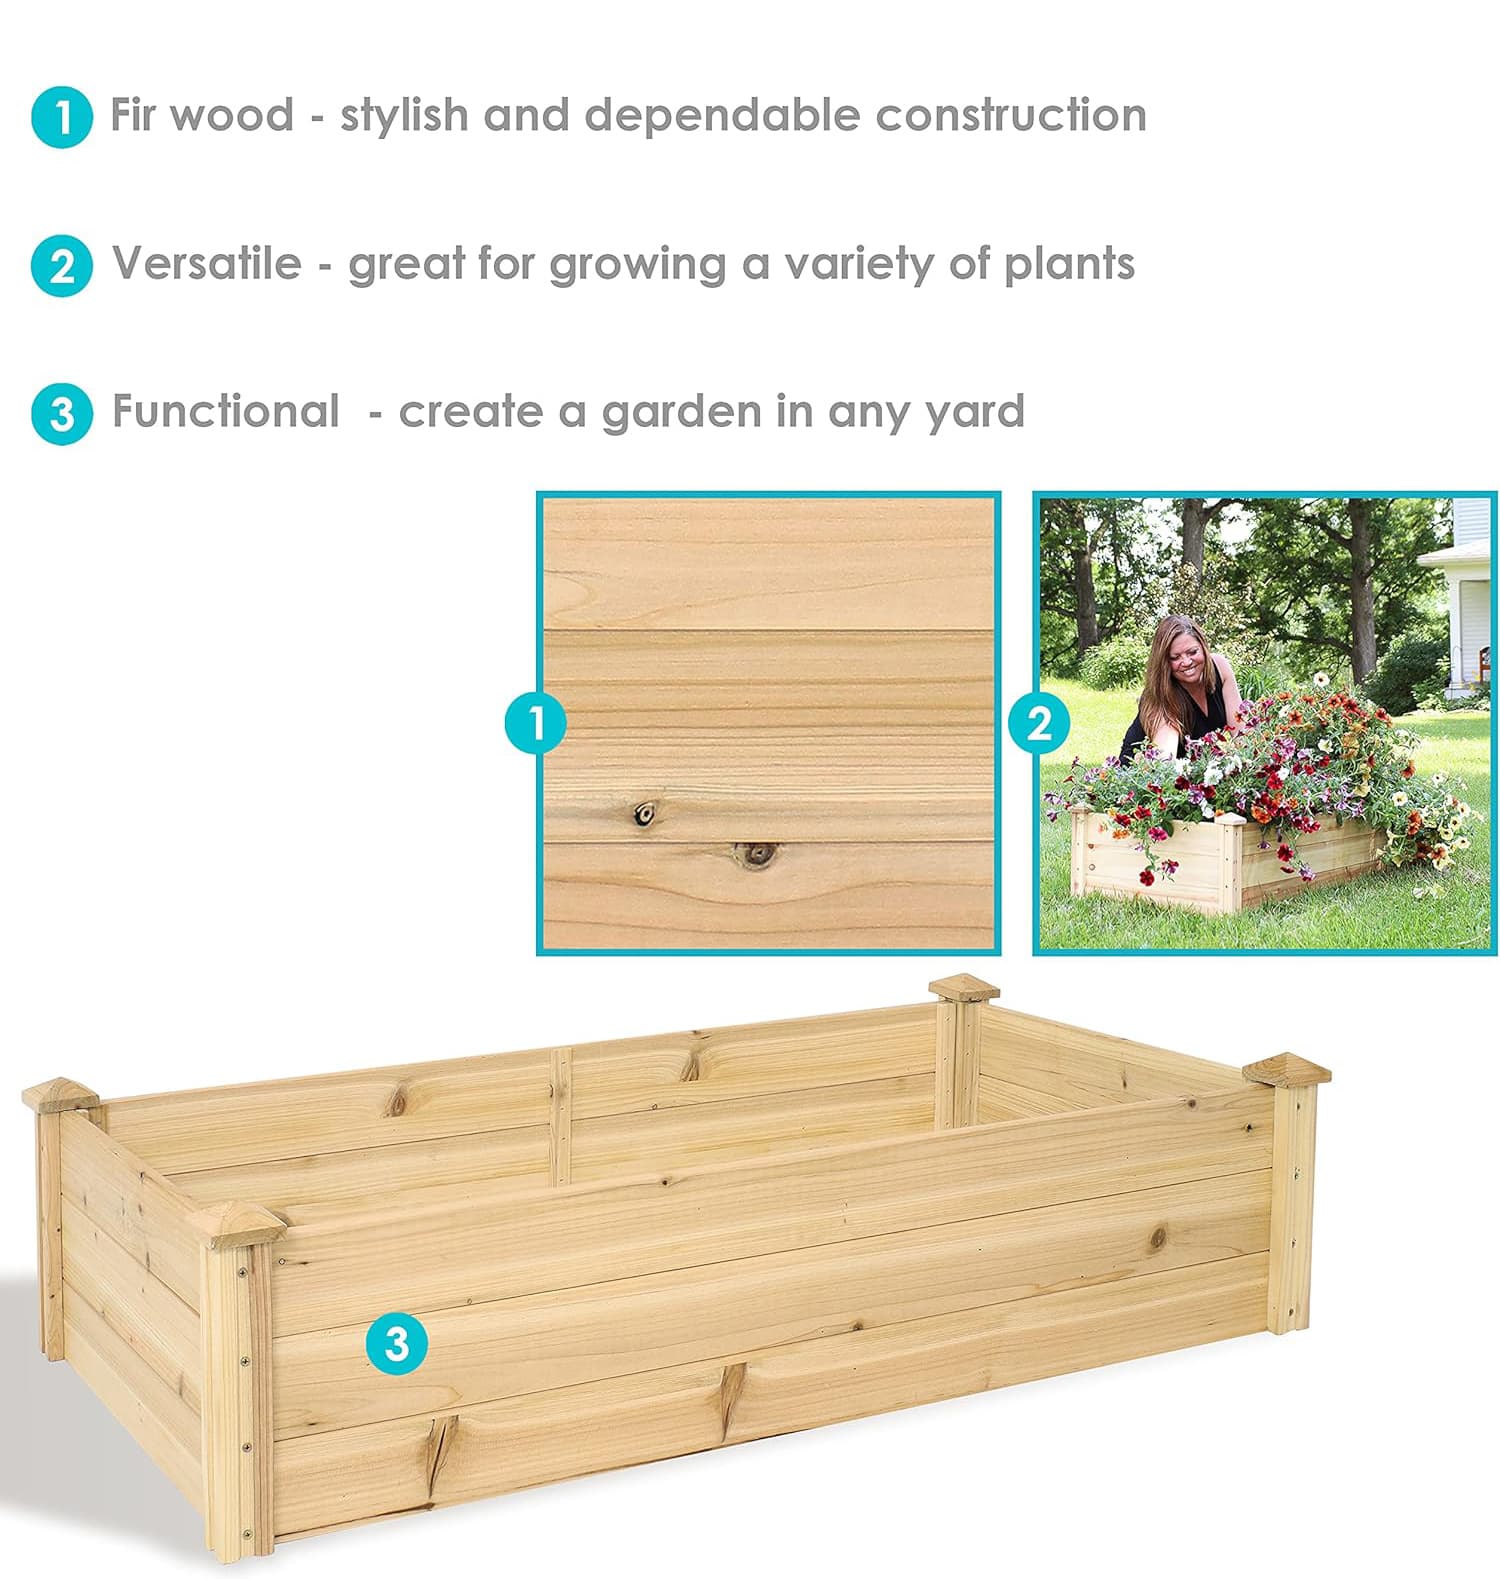 1 Fir wood - stylish and dependable construction
2 Versatile - great for growing a variety of plants
3 Functional - create a garden in any yard
1
2
3